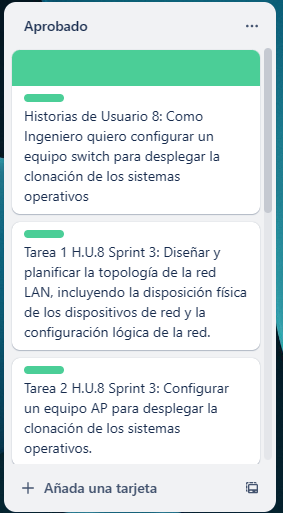 Aprobado
Historias de Usuario 8: Como
Ingeniero quiero configurar un
equipo switch para desplegar la
clonación de los sistemas
operativos
Tarea 1 H.U.8 Sprint 3: Diseñar y
planificar la topología de la red
LAN, incluyendo la disposición física
de los dispositivos de red y la
configuración lógica de la red.
Tarea 2 H.U.8 Sprint 3: Configurar
un equipo AP para desplegar la
clonación de los sistemas
operativos.
Añada una tarjeta